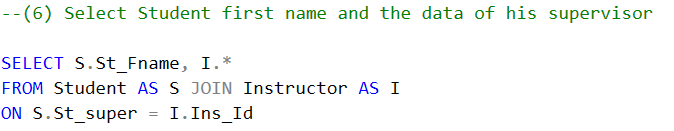 --(6) Select Student first name and the data of his supervisor
SELECT S.St_Fname, I.*
FROM Student AS S JOIN Instructor AS I
ON S.St_super = I.Ins_Id